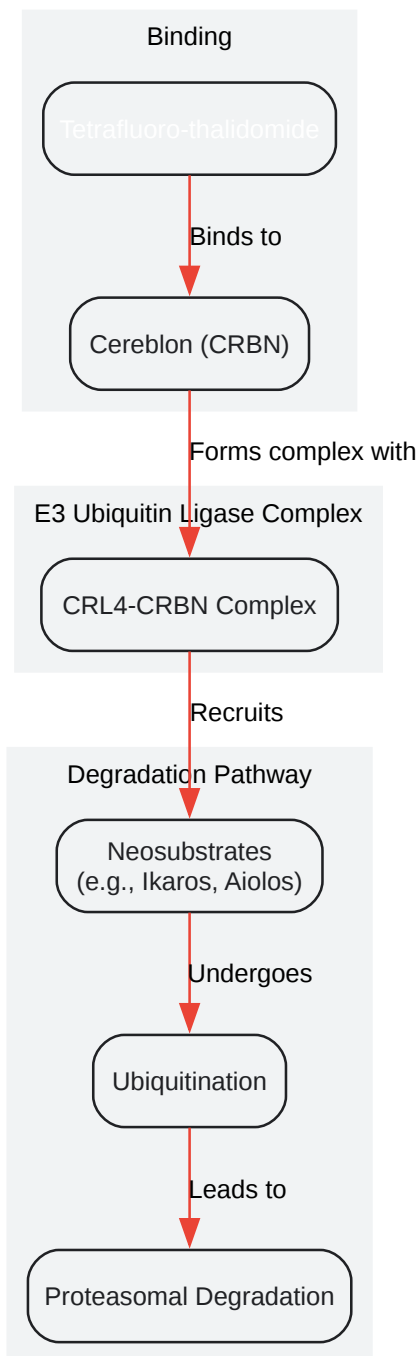 Binding
Tetrafluoro-thalidomide
Binds to
Cereblon (CRBN)
Forms complex with
E3 Ubiquitin Ligase Complex
CRL4-CRBN Complex
Recruits
Degradation Pathway
Neosubstrates
(e.g., Ikaros, Aiolos)
Undergoes
Ubiquitination
Leads to
Proteasomal Degradation